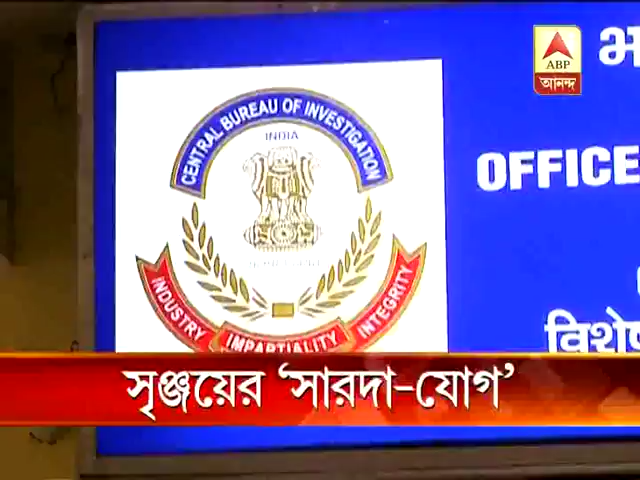 CENTRAL BUREAU OF INVESTIGATION
INDIA
INDUSTRY IMPARTIALITY INTEGRITY
ABP
আনন্দ
OFFICE
সৃঞ্জয়ের ‘সারদা-যোগ’